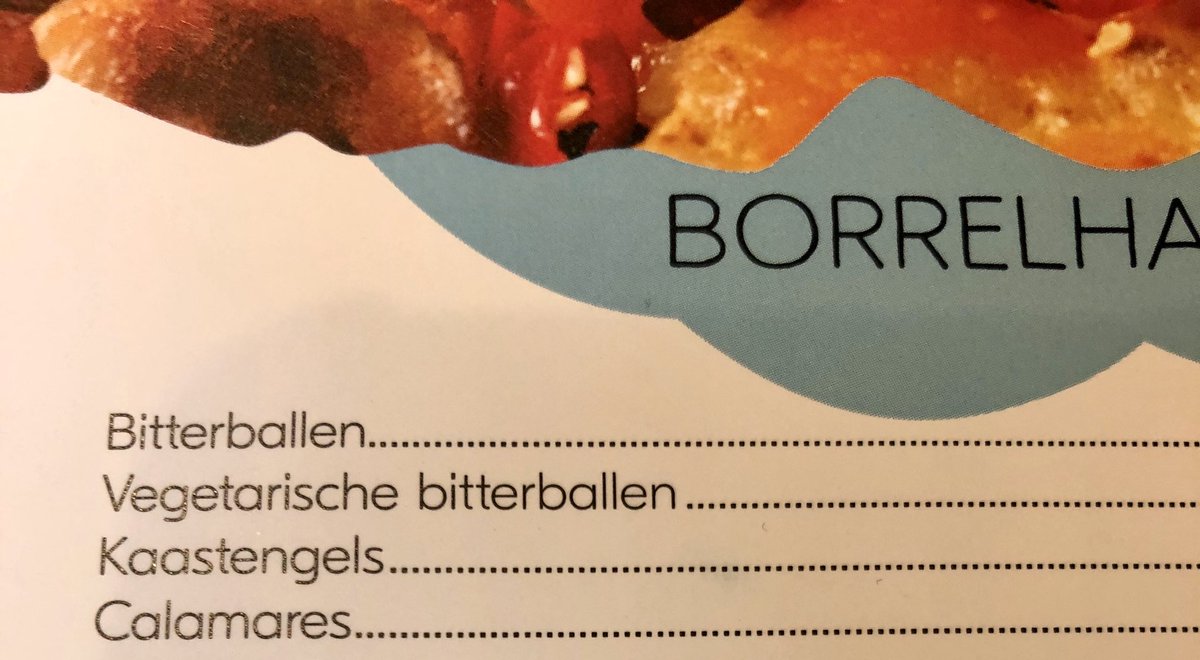 BORRELHA
Bitterballen
Vegetarische bitterballen
Kaastengels
Calamares